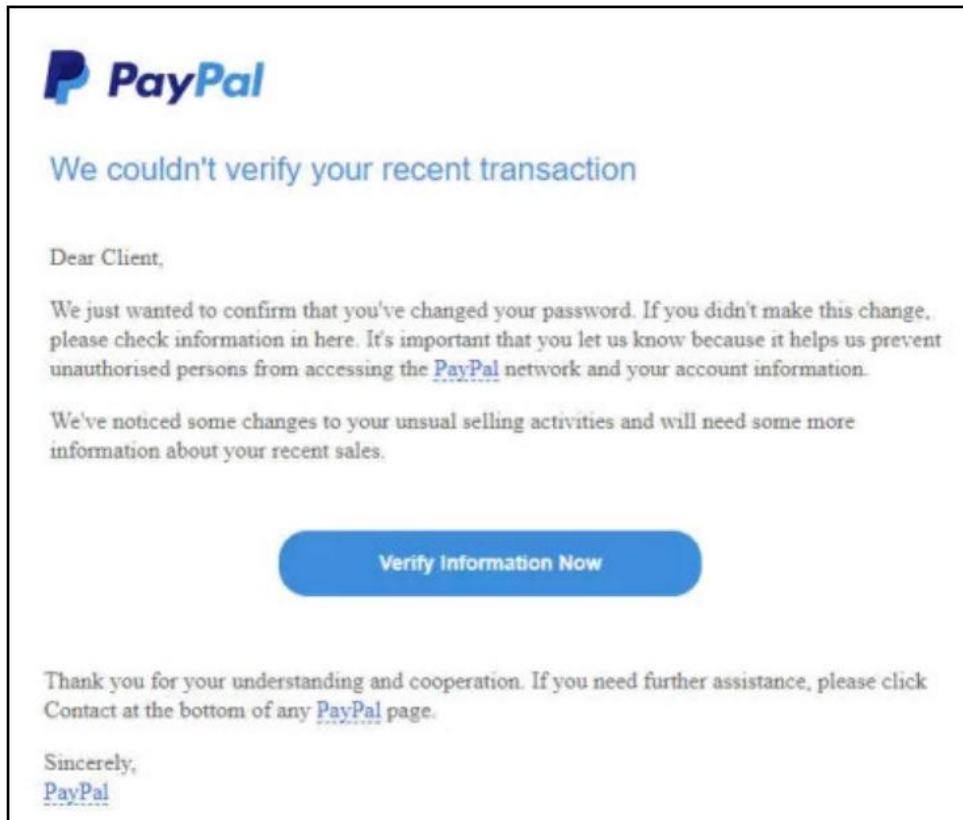 PayPal
We couldn't verify your recent transaction
Dear Client,
We just wanted to confirm that you've changed your password. If you didn't make this change,
please check information in here. It's important that you let us know because it helps us prevent
unauthorised persons from accessing the PayPal network and your account information.
We've noticed some changes to your unsual selling activities and will need some more
information about your recent sales.
Verify Information Now
Thank you for your understanding and cooperation. If you need further assistance, please click
Contact at the bottom of any PayPal page.
Sincerely,
PayPal